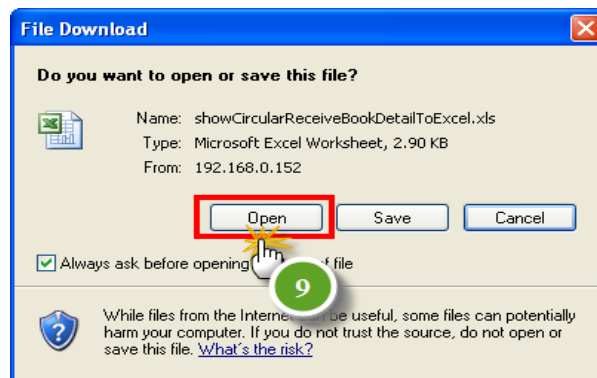 File Download
Do you want to open or save this file?
Name: showCircularReceiveBookDetailToExcel.xls
Type: Microsoft Excel Worksheet, 2.90 KB
From: 192.168.0.152
Open Save Cancel
Always ask before opening of file
9
While files from the Internet can be useful, some files can potentially
harm your computer. If you do not trust the source, do not open or
save this file. What's the risk?